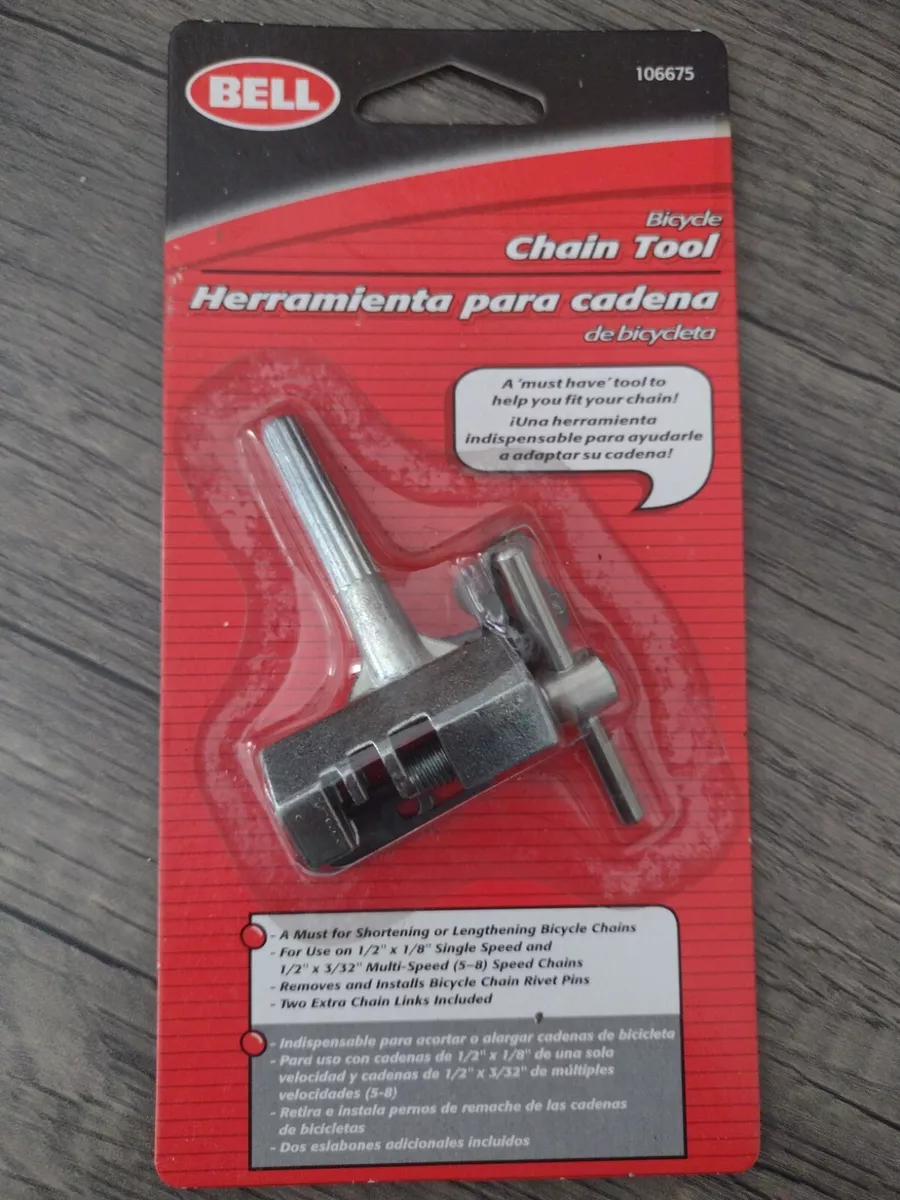 BELL
106675
Bicycle
Chain Tool
Herramienta para cadena
de bicycleta
A 'must have' tool to
help you fit your chain!
¡Una herramienta
indispensable para ayudarle
a adaptar su cadena!
- A Must for Shortening or Lengthening Bicycle Chains
- For Use on 1/2" x 1/8" Single Speed and
1/2" x 3/32" Multi-Speed (5-8) Speed Chains
- Removes and Installs Bicycle Chain Rivet Pins
- Two Extra Chain Links Included
- Indispensable para acortar o alargar cadenas de bicicleta
- Para uso con cadenas de 1/2" x 1/8" de una sola
velocidad y cadenas de 1/2" x 3/32" de múltiples
velocidades (5-8)
- Retira e instala pernos de remache de las cadenas
de bicicletas
- Dos eslabones adicionales incluidos